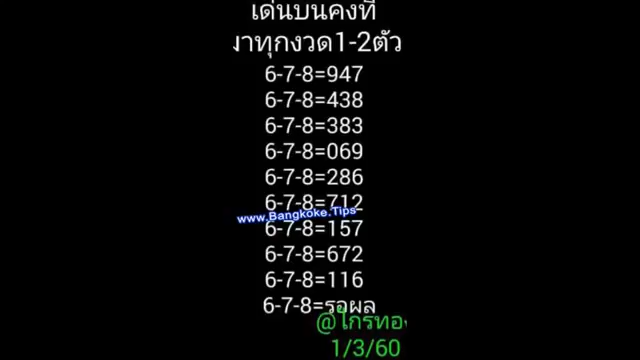 เด่นบนคงที่
มาทุกงวด1-2ตัว
6-7-8=947
6-7-8=438
6-7-8=383
6-7-8=069
6-7-8=286
6-7-8=712
www.Bangkoke.Tips
6-7-8=157
6-7-8=672
6-7-8=116
6-7-8=รอผล
@ไกรทอง
1/3/60